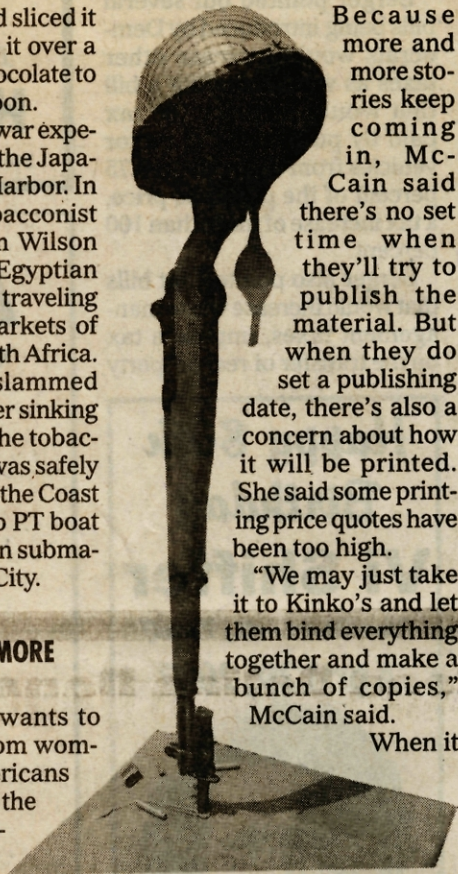 d sliced it
it over a
ocolate to
oon.
war expe-
the Japa-
Harbor. In
bacconist
n Wilson
Egyptian
traveling
arkets of
th Africa.
slammed
er sinking
he tobac-
was safely
the Coast
o PT boat
n subma-
City.
MORE
wants to
om wom-
ricans
the
Because
more and
more sto-
ries keep
coming
in, Mc-
Cain said
there's no set
time when
they'll try to
publish the
material. But
when they do
set a publishing
date, there's also a
concern about how
it will be printed.
She said some print-
ing price quotes have
been too high.
“We may just take
it to Kinko's and let
them bind everything
together and make a
bunch of copies,”
McCain said.
When it